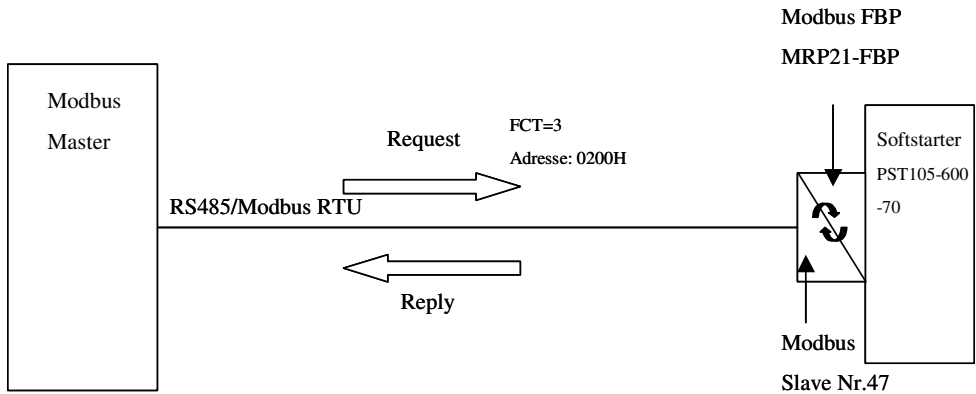 Modbus FBP
MRP21-FBP
Modbus
Master
Request
FCT=3
Adresse: 0200H
RS485/Modbus RTU
Reply
Softstarter
PST105-600
-70
Modbus
Slave Nr.47